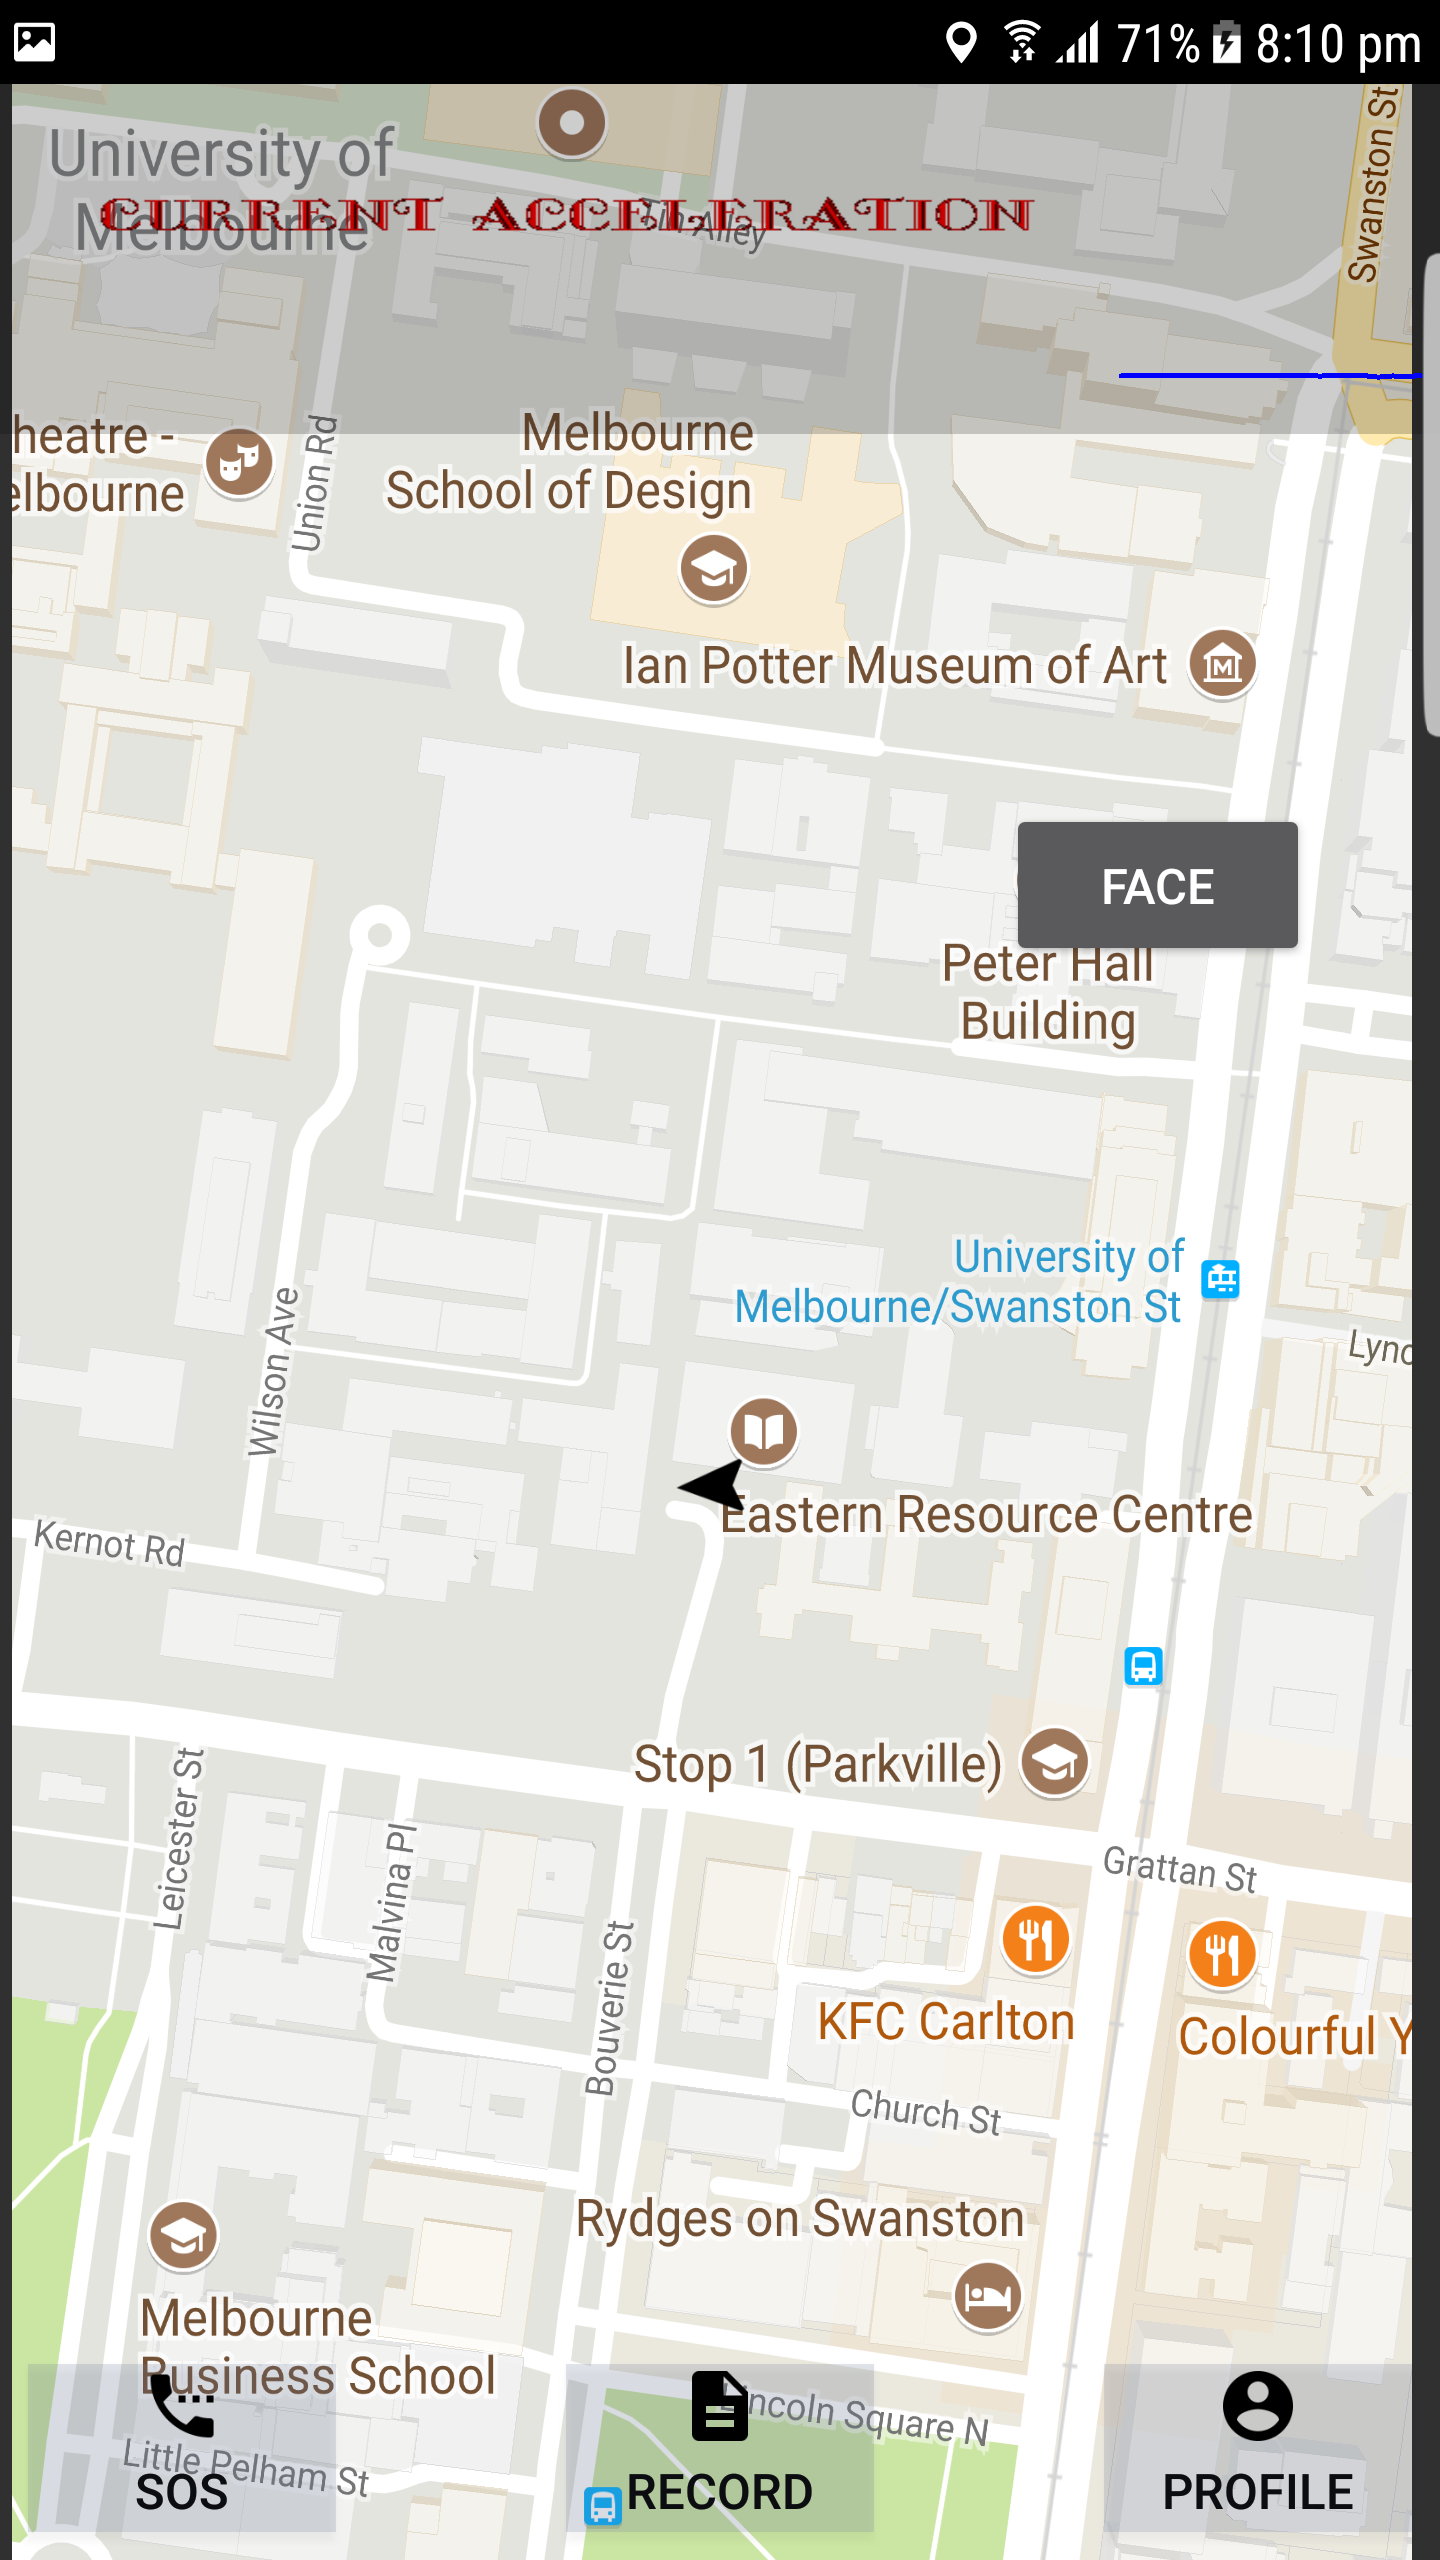 71% 8:10 pm
University of
Melbourne
CURRENT ACCELERATION
Tin Alley
Swanston St
heatre -
elbourne
Union Rd
Melbourne
School of Design
Ian Potter Museum of Art
FACE
Peter Hall
Building
University of
Melbourne/Swanston St
Lync
Wilson Ave
Eastern Resource Centre
Kernot Rd
Stop 1 (Parkville)
Leicester St
Malvina Pl
Grattan St
Bouverie St
KFC Carlton
Colourful Y
Church St
Rydges on Swanston
Melbourne
Business School
Lincoln Square N
Little Pelham St
SOS
RECORD
PROFILE